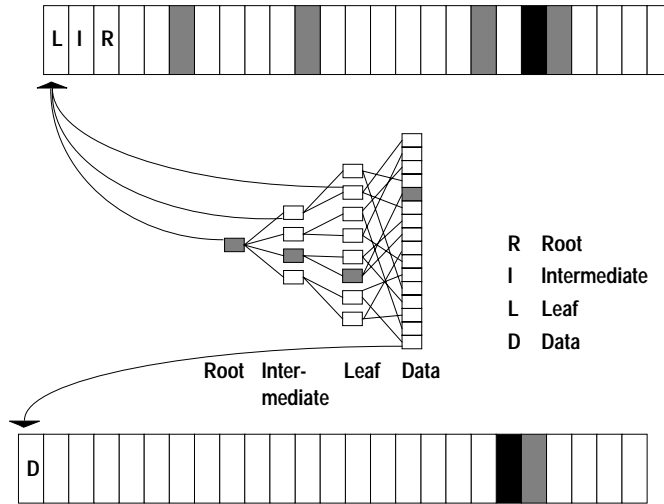 L I R
R Root
I Intermediate
L Leaf
D Data
Root Inter- Leaf Data
mediate
D